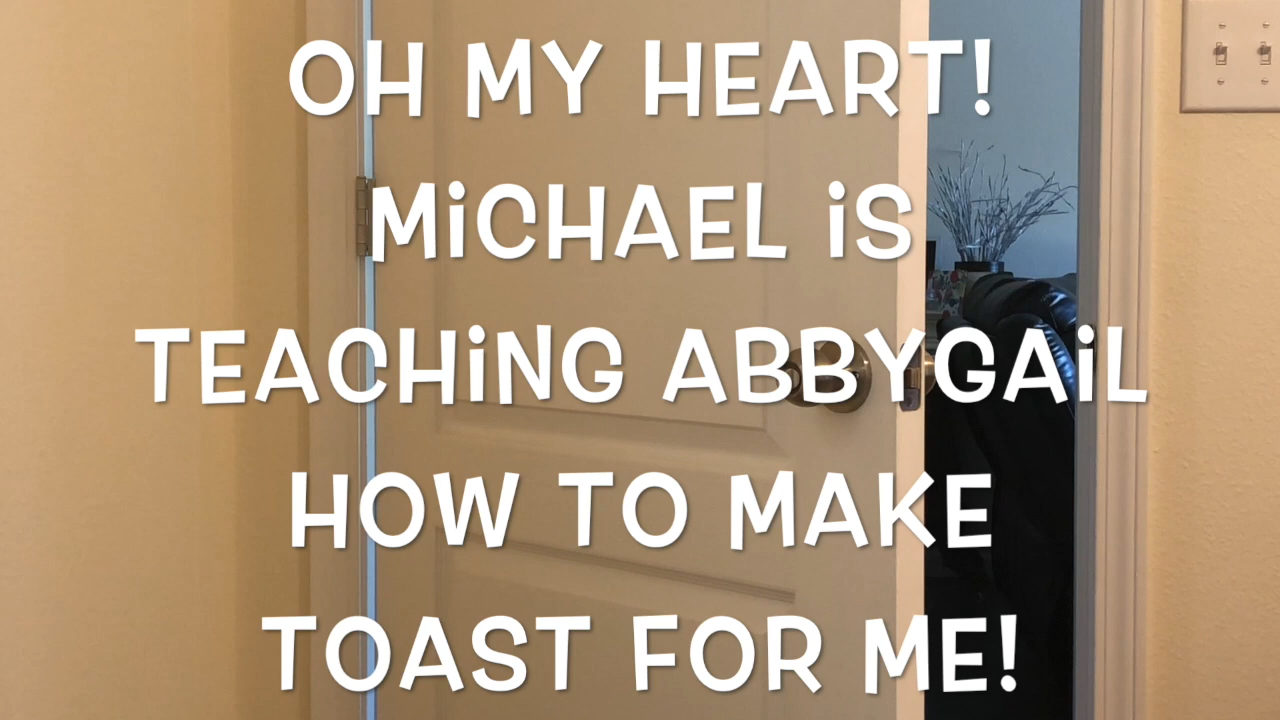 OH MY HEART!
MiCHAEL iS
TEACHiNG ABBYGAiL
HOW TO MAKE
TOAST FOR ME!